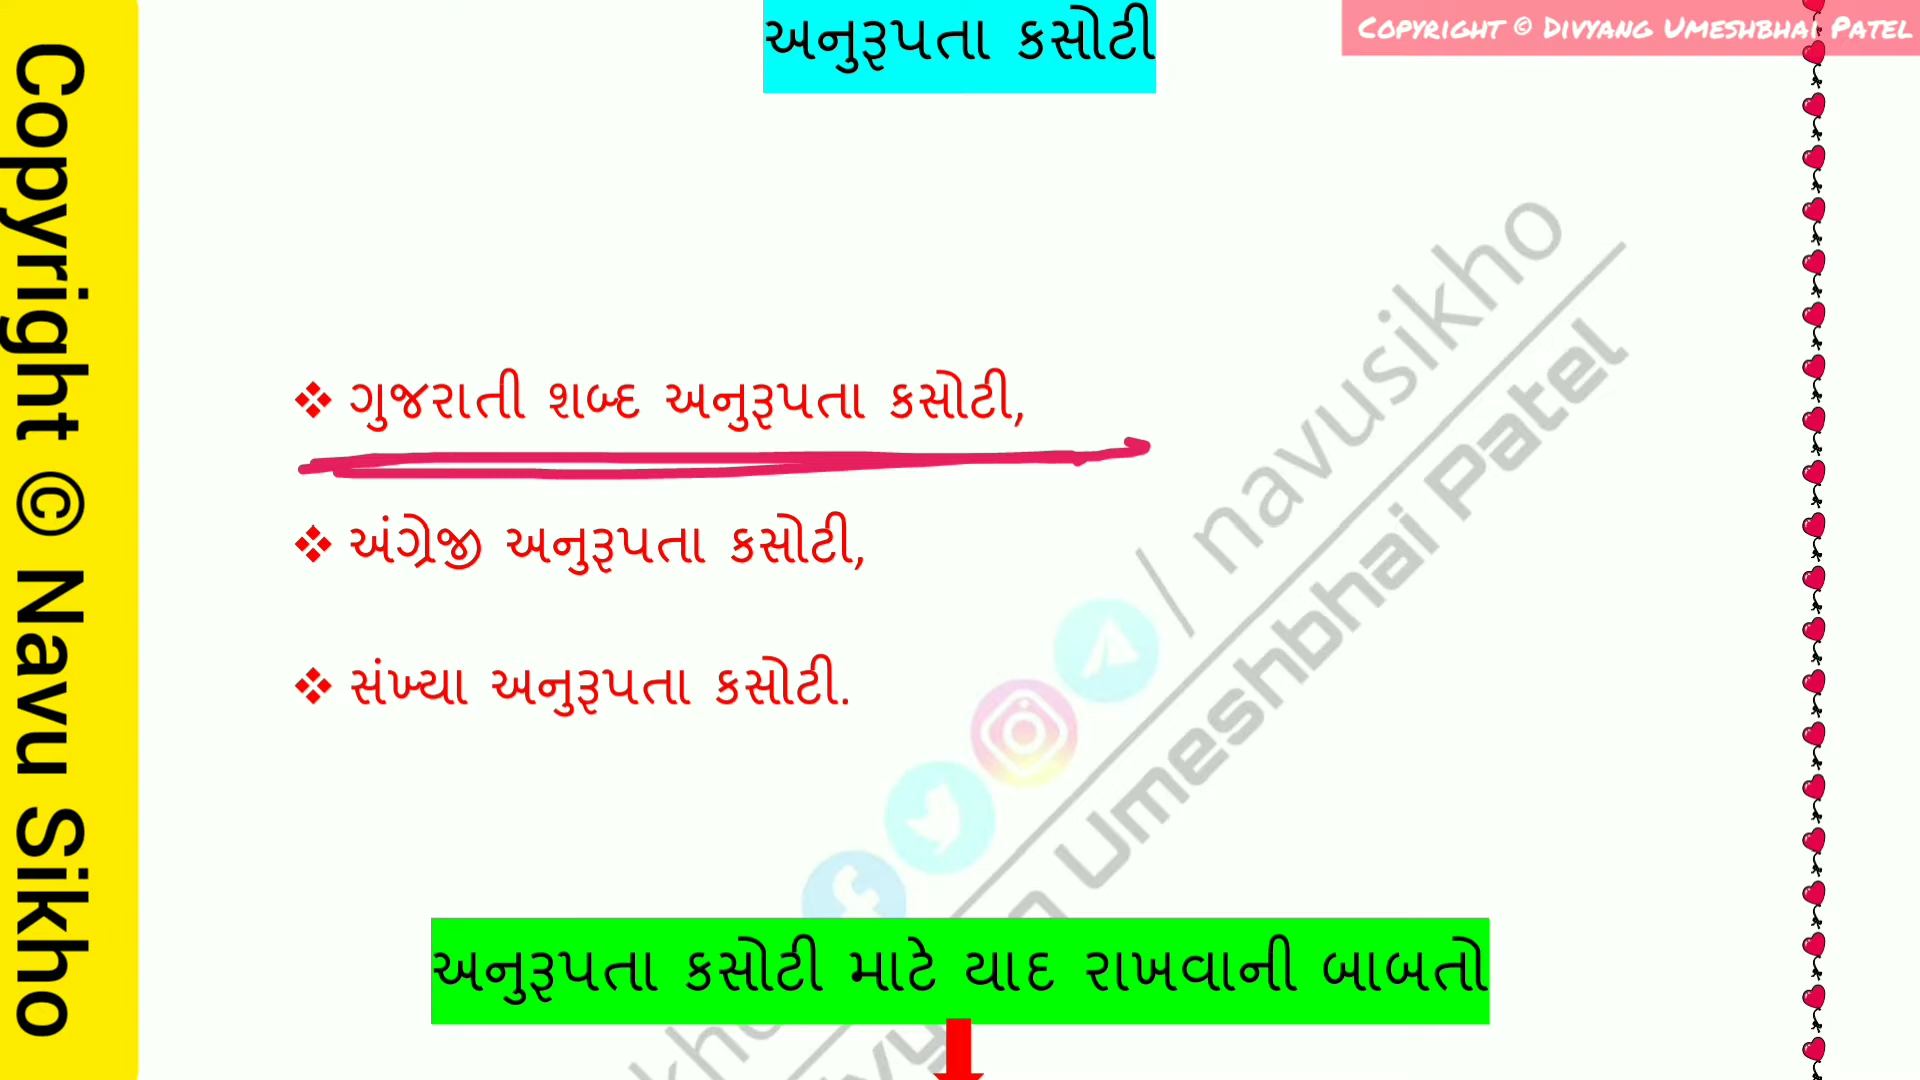 અનુરૂપતા કસોટી
Copyright © Divyang Umeshbhai Patel
Copyright © Navu Sikho
❖ ગુજરાતી શબ્દ અનુરૂપતા કસોટી,
❖ અંગ્રેજી અનુરૂપતા કસોટી,
❖ સંખ્યા અનુરૂપતા કસોટી.
/ navusikho
Umeshbhai Patel
અનુરૂપતા કસોટી માટે યાદ રાખવાની બાબતો